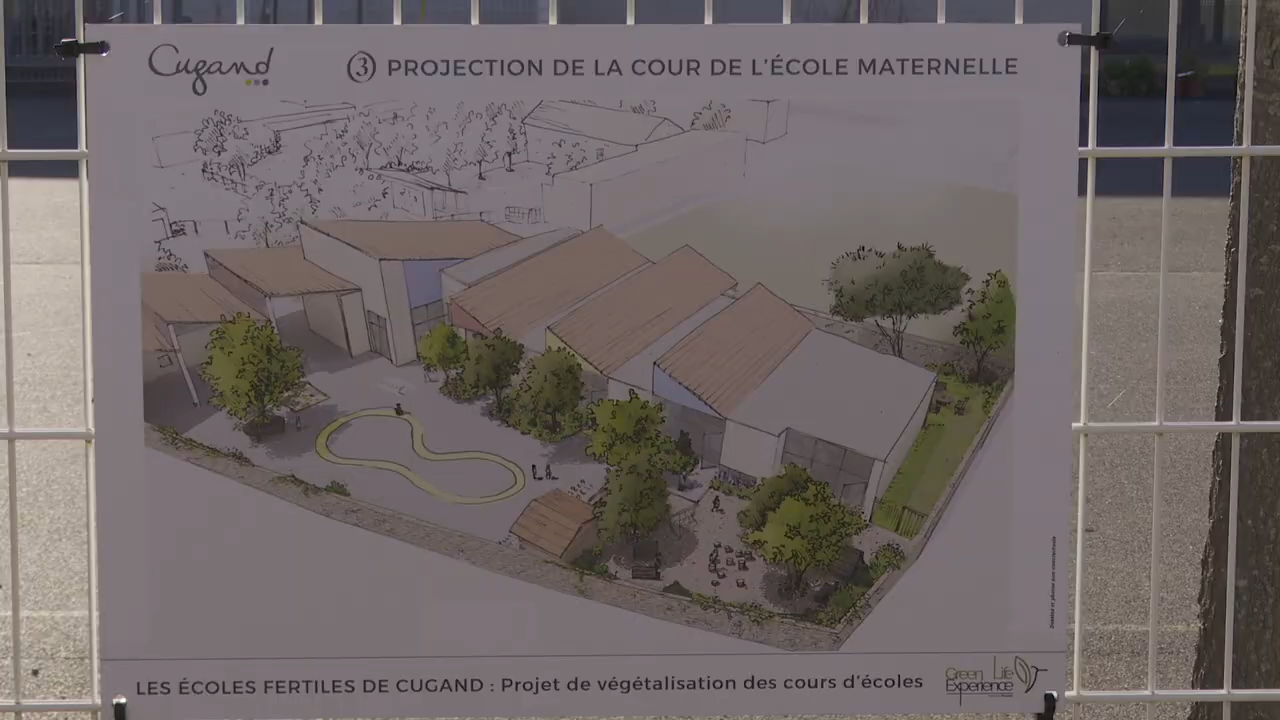 Cugand
3 PROJECTION DE LA COUR DE L'ÉCOLE MATERNELLE
LES ÉCOLES FERTILES DE CUGAND : Projet de végétalisation des cours d'écoles
Green Life
Experience